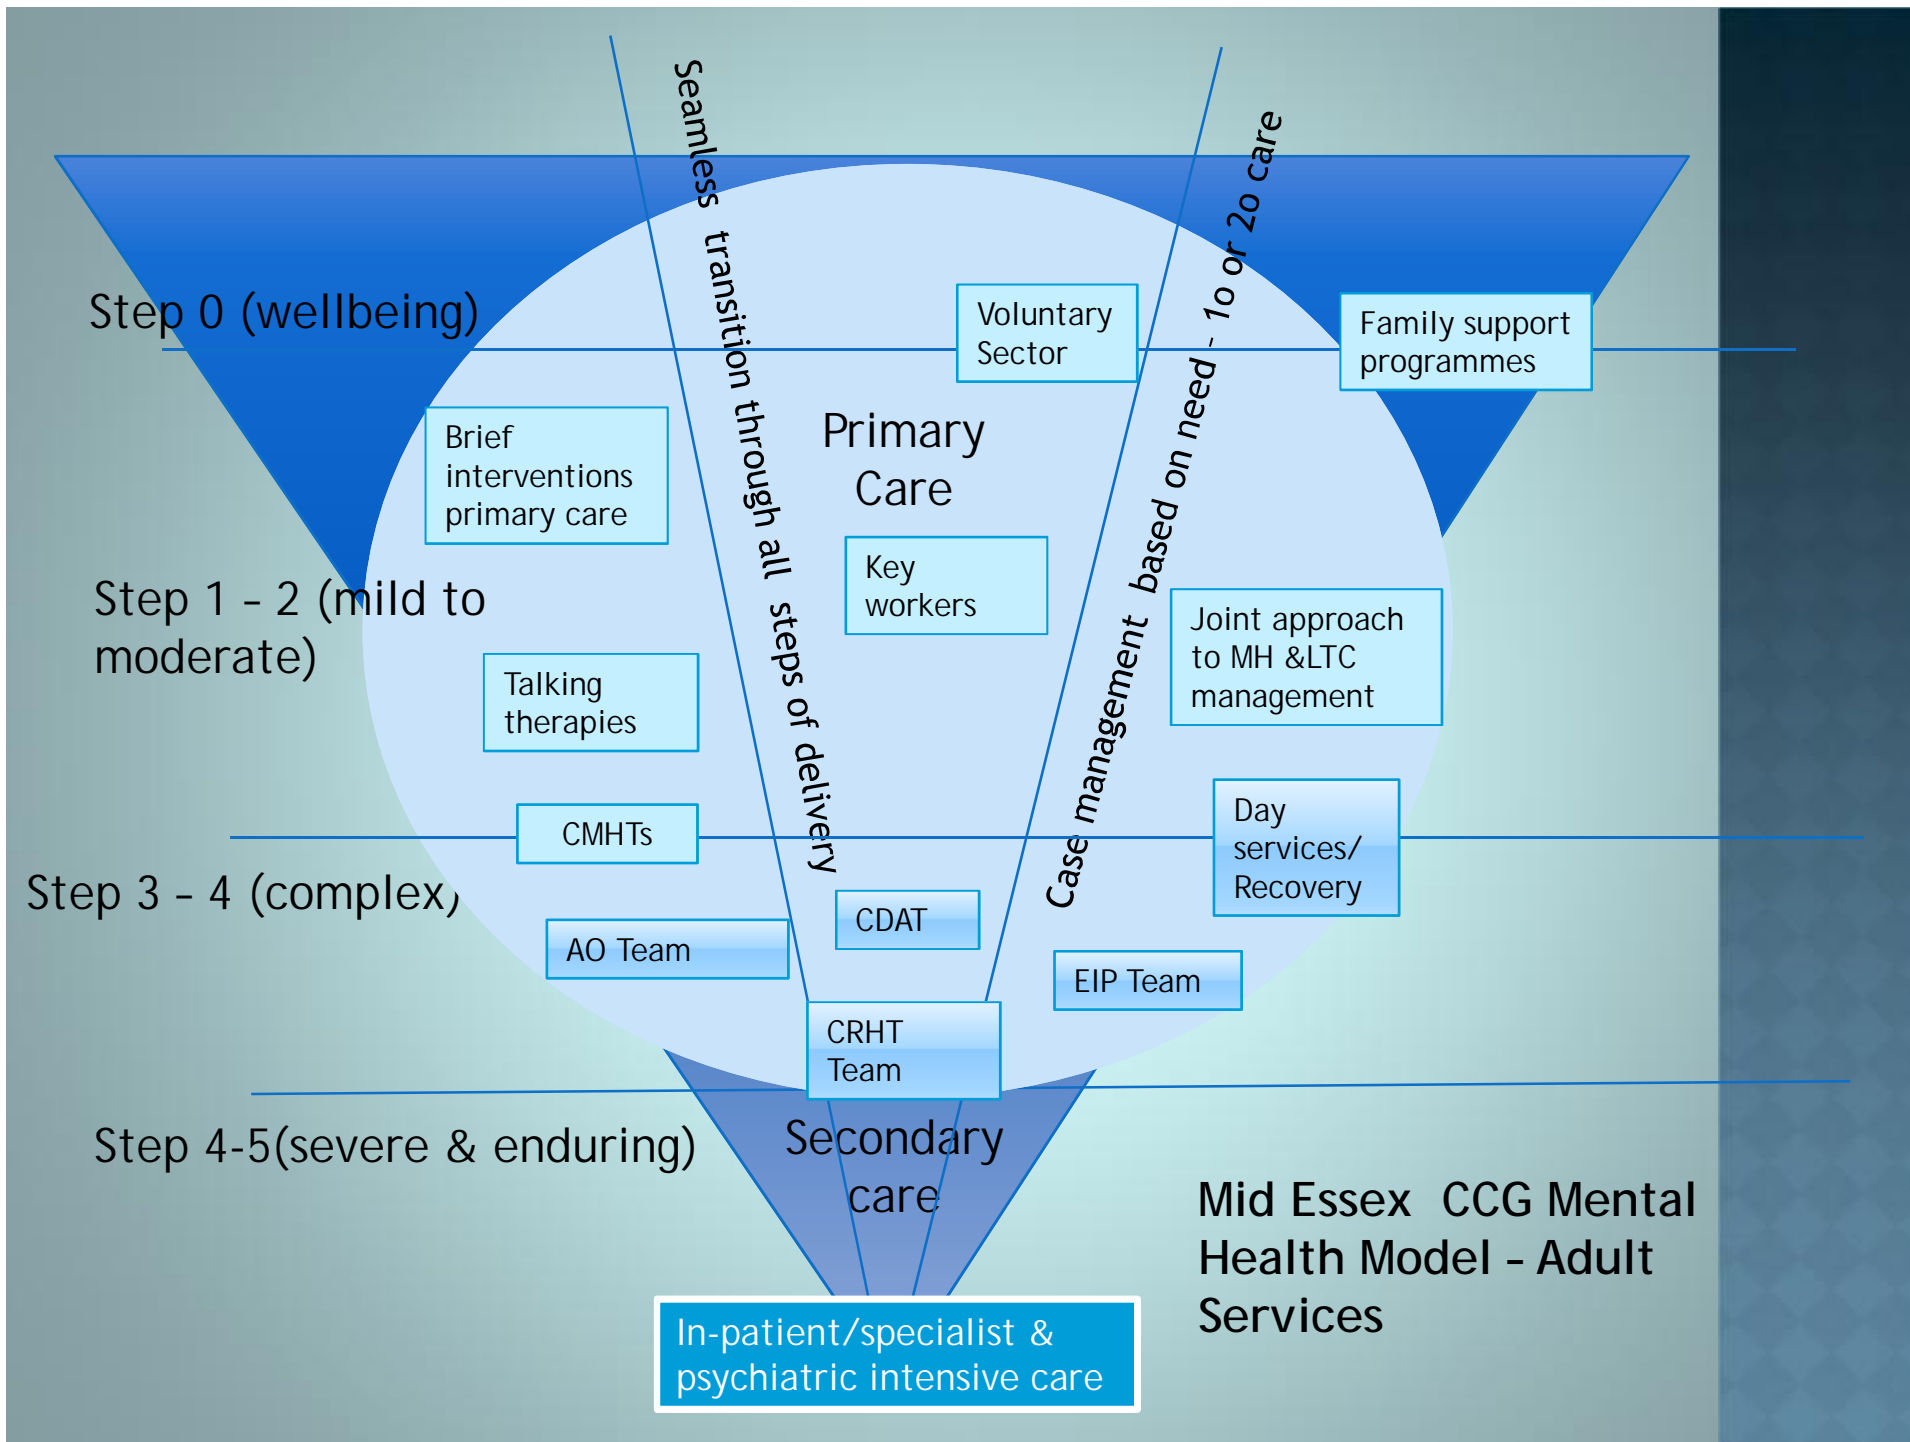 Seamless transition through all steps of delivery
Case management based on need - 1o or 2o care
Step 0 (wellbeing)
Voluntary
Sector
Family support
programmes
Brief
interventions
primary care
Primary
Care
Key
workers
Step 1 – 2 (mild to
moderate)
Joint approach
to MH &LTC
management
Talking
therapies
CMHTs
Day
services/
Recovery
Step 3 – 4 (complex)
CDAT
AO Team
EIP Team
CRHT
Team
Step 4-5(severe & enduring)
Secondary
care
Mid Essex CCG Mental
Health Model – Adult
Services
In-patient/specialist &
psychiatric intensive care